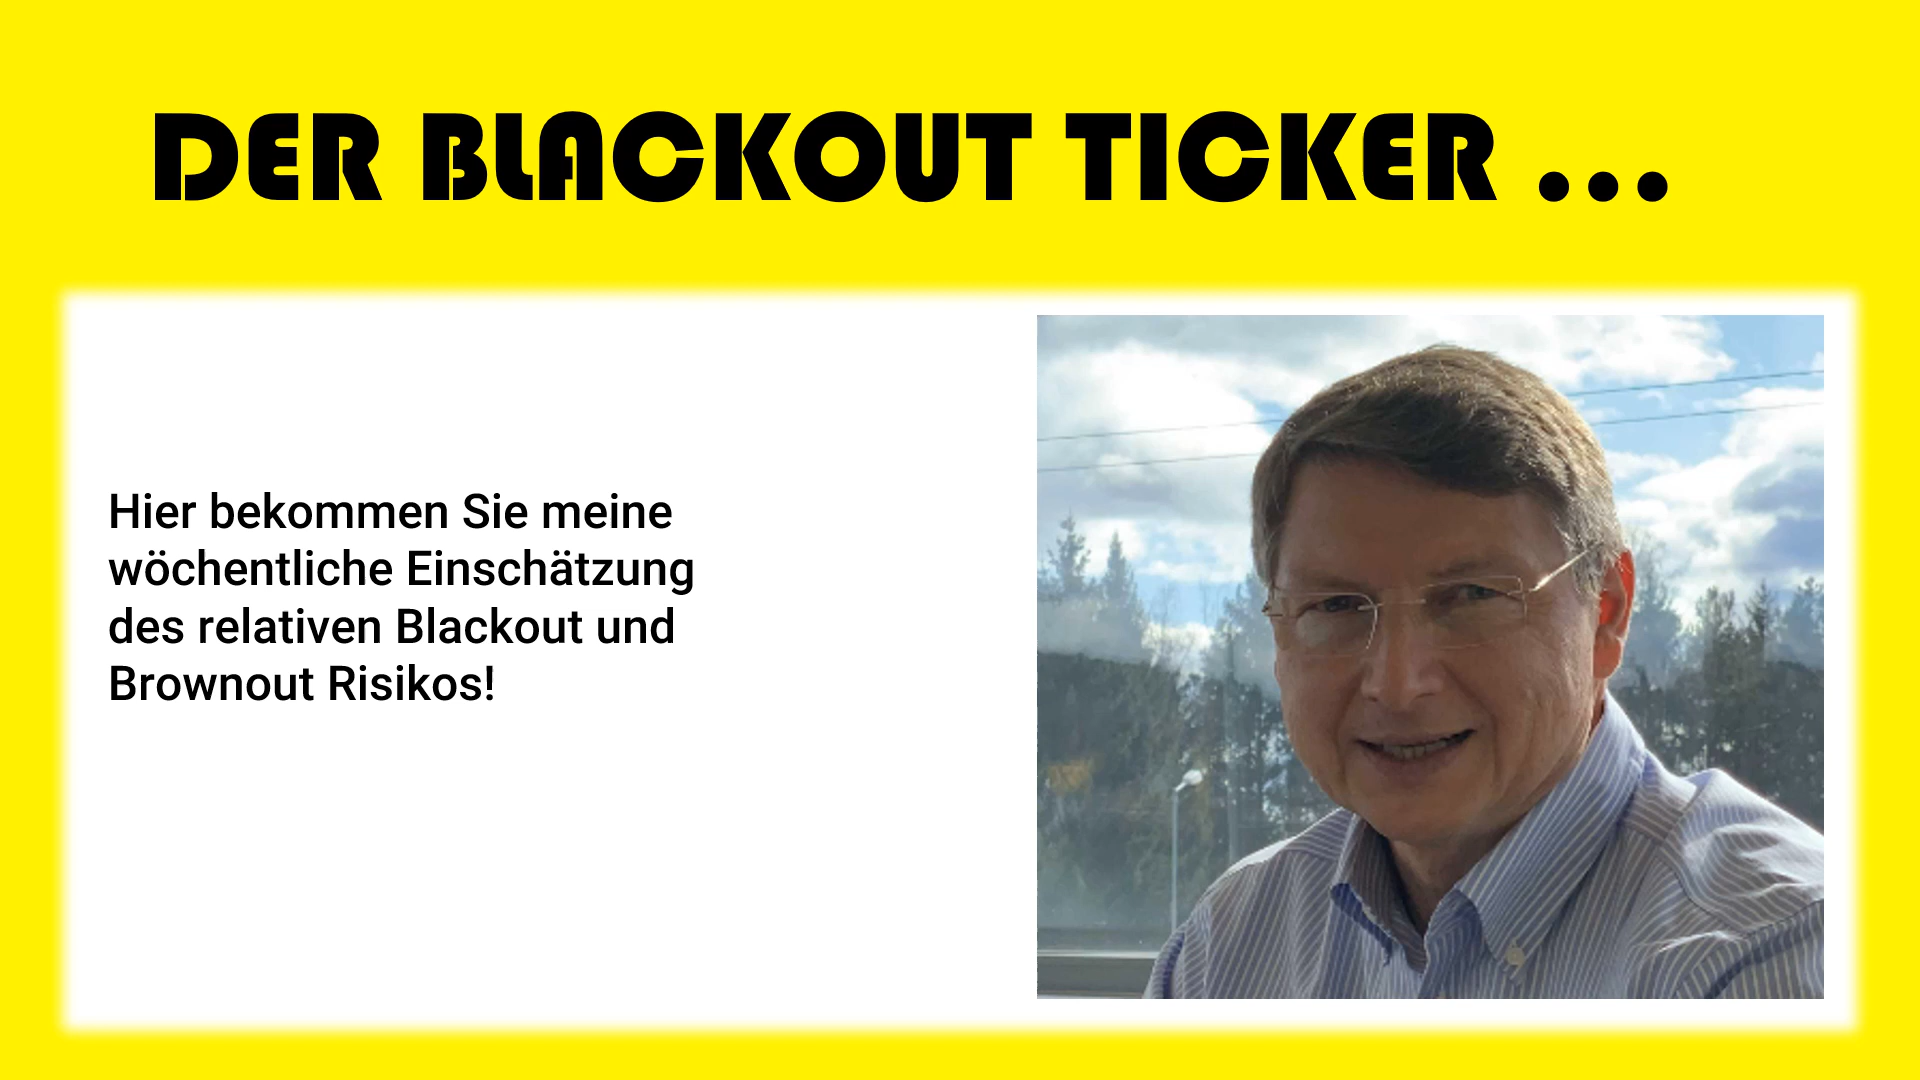 DER BLACKOUT TICKER ...
Hier bekommen Sie meine
wöchentliche Einschätzung
des relativen Blackout und
Brownout Risikos!